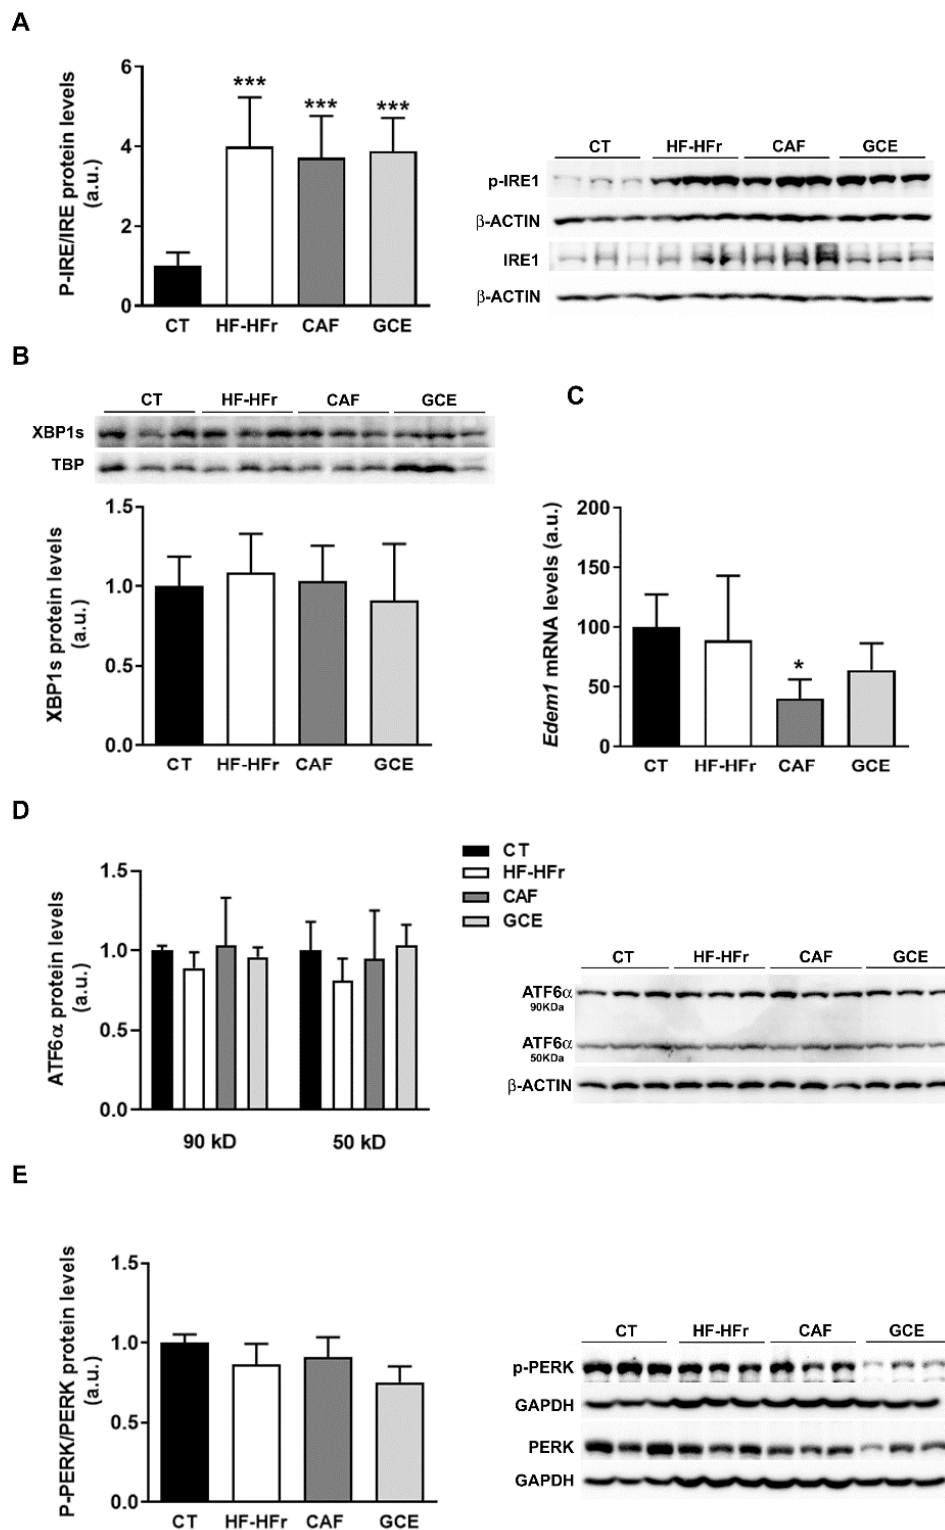 A
P-IRE/IRE protein levels
(a.u.)
6
4
2
0
***
***
***
CT
HF-HFr
CAF
GCE
CT
HF-HFr
CAF
GCE
p-IRE1
β-ACTIN
IRE1
β-ACTIN
B
CT
HF-HFr
CAF
GCE
XBP1s
TBP
XBP1s protein levels
(a.u.)
1.5
1.0
0.5
0.0
CT
HF-HFr
CAF
GCE
C
Edem1 mRNA levels (a.u.)
200
150
100
50
0
*
CT
HF-HFr
CAF
GCE
D
ATF6α protein levels
(a.u.)
1.5
1.0
0.5
0.0
90 kD
50 kD
CT
HF-HFr
CAF
GCE
CT
HF-HFr
CAF
GCE
ATF6α
90KDa
ATF6α
50KDa
β-ACTIN
E
P-PERK/PERK protein levels
(a.u.)
1.5
1.0
0.5
0.0
CT
HF-HFr
CAF
GCE
CT
HF-HFr
CAF
GCE
p-PERK
GAPDH
PERK
GAPDH